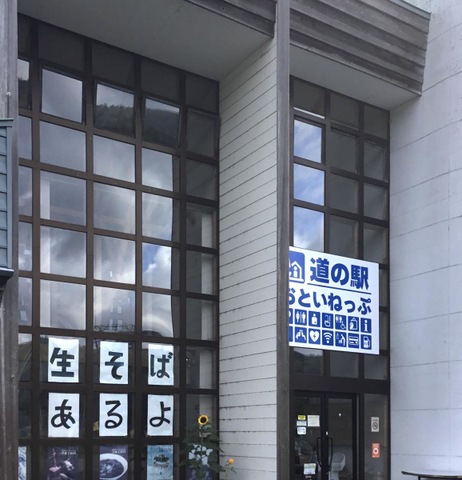 生そば
あるよ
道の駅
おといねっぷ